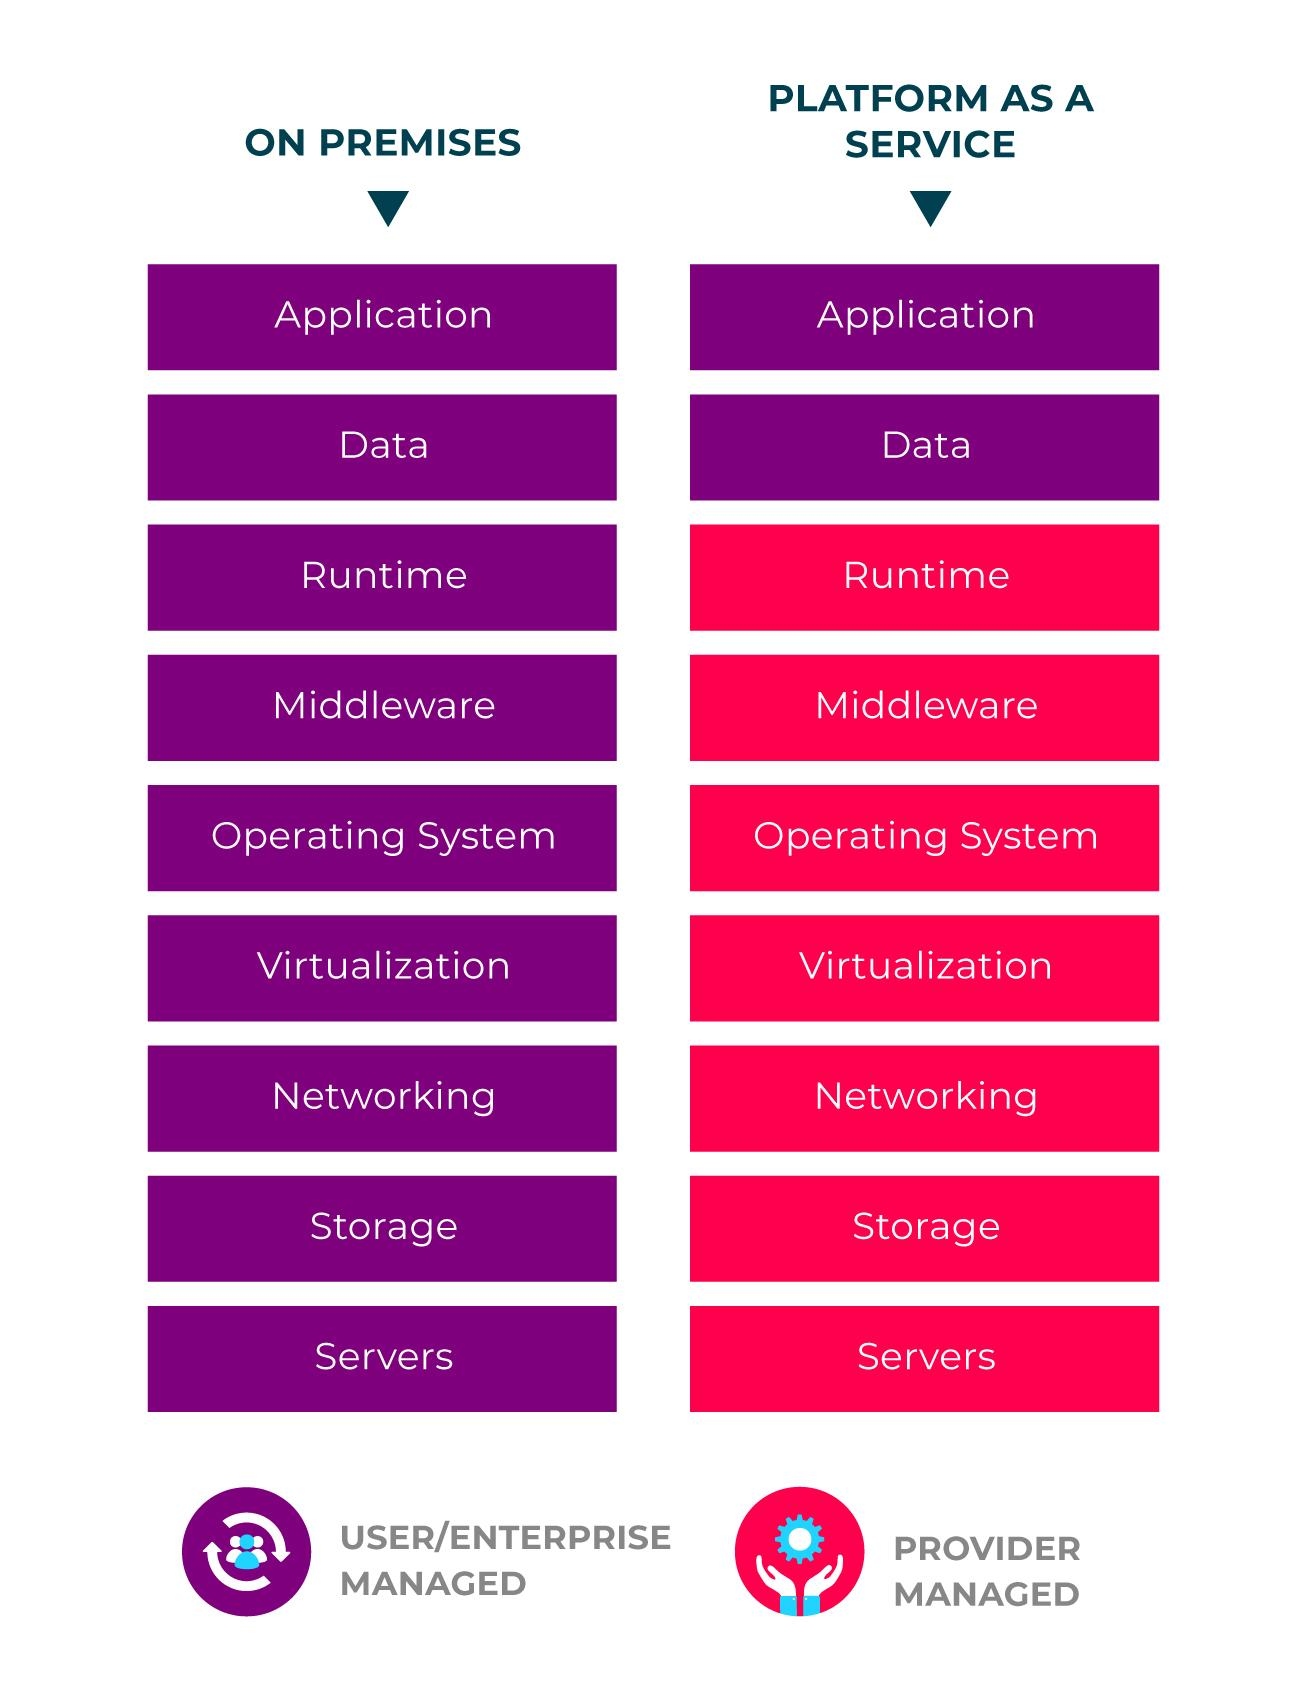 ON PREMISES
Application
Data
Runtime
Middleware
Operating System
Virtualization
Networking
Storage
Servers
PLATFORM AS A
SERVICE
Application
Data
Runtime
Middleware
Operating System
Virtualization
Networking
Storage
Servers
USER/ENTERPRISE
MANAGED
PROVIDER
MANAGED